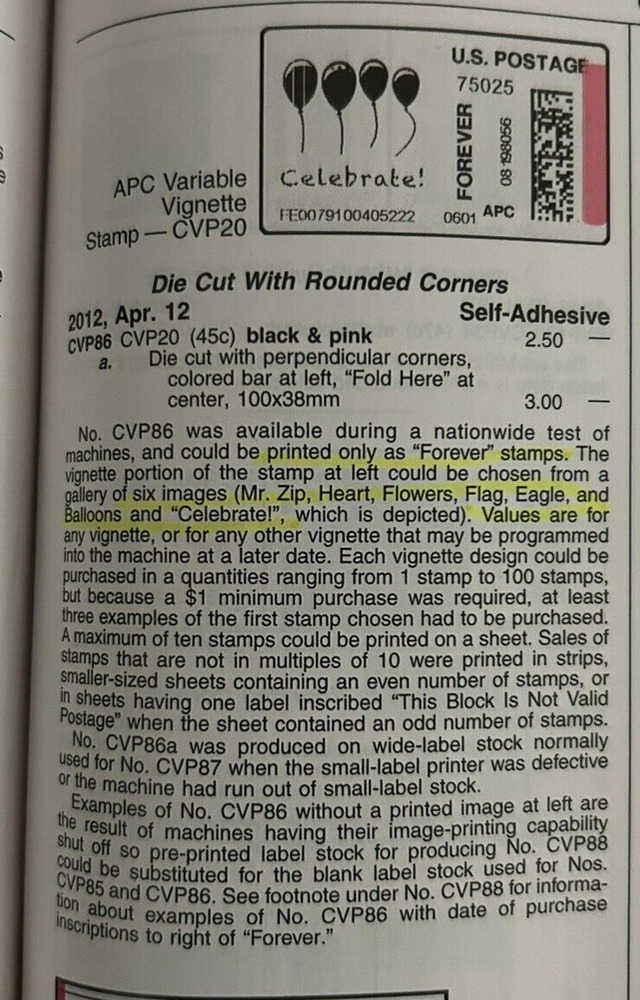 U.S. POSTAGE
75025
FOREVER
08198056
Celebrate!
FE0079100405222
0601 APC
APC Variable
Vignette
Stamp — CVP20
Die Cut With Rounded Corners
2012, Apr. 12 Self-Adhesive
CVP86 CVP20 (45c) black & pink 2.50 —
a. Die cut with perpendicular corners,
colored bar at left, “Fold Here” at
center, 100x38mm 3.00 —
No. CVP86 was available during a nationwide test of
machines, and could be printed only as “Forever” stamps. The
vignette portion of the stamp at left could be chosen from a
gallery of six images (Mr. Zip, Heart, Flowers, Flag, Eagle, and
Balloons and “Celebrate!”, which is depicted). Values are for
any vignette, or for any other vignette that may be programmed
into the machine at a later date. Each vignette design could be
purchased in a quantities ranging from 1 stamp to 100 stamps,
but because a $1 minimum purchase was required, at least
three examples of the first stamp chosen had to be purchased.
A maximum of ten stamps could be printed on a sheet. Sales of
stamps that are not in multiples of 10 were printed in strips,
smaller-sized sheets containing an even number of stamps, or
in sheets having one label inscribed “This Block Is Not Valid
Postage” when the sheet contained an odd number of stamps.
No. CVP86a was produced on wide-label stock normally
used for No. CVP87 when the small-label printer was defective
or the machine had run out of small-label stock.
Examples of No. CVP86 without a printed image at left are
the result of machines having their image-printing capability
shut off so pre-printed label stock for producing No. CVP88
could be substituted for the blank label stock used for Nos.
CVP85 and CVP86. See footnote under No. CVP88 for informa-
tion about examples of No. CVP86 with date of purchase
inscriptions to right of “Forever.”